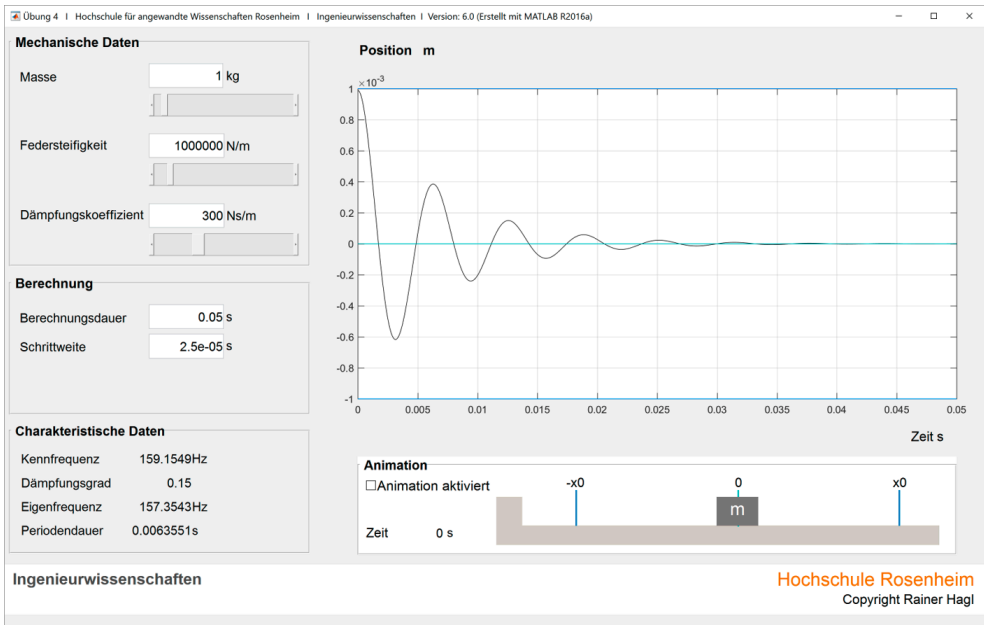 Übung 4 I Hochschule für angewandte Wissenschaften Rosenheim I Ingenieurwissenschaften I Version: 6.0 (Erstellt mit MATLAB R2016a)
Mechanische Daten
Masse 1 kg
Federsteifigkeit 1000000 N/m
Dämpfungskoeffizient 300 Ns/m
Berechnung
Berechnungsdauer 0.05 s
Schrittweite 2.5e-05 s
Charakteristische Daten
Kennfrequenz 159.1549Hz
Dämpfungsgrad 0.15
Eigenfrequenz 157.3543Hz
Periodendauer 0.0063551s
Position m
×10-3
1
0.8
0.6
0.4
0.2
0
-0.2
-0.4
-0.6
-0.8
-1
0 0.005 0.01 0.015 0.02 0.025 0.03 0.035 0.04 0.045 0.05
Zeit s
Animation
Animation aktiviert
-x0 0 x0
m
Zeit 0 s
Ingenieurwissenschaften
Hochschule Rosenheim
Copyright Rainer Hagl